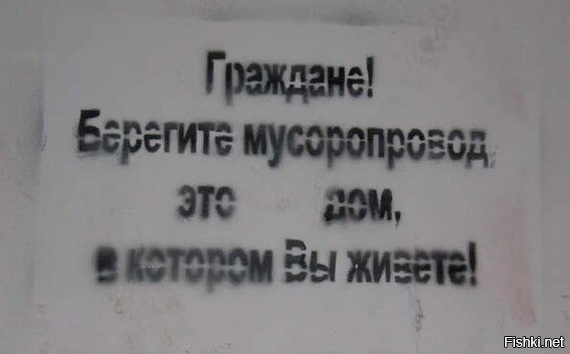 Граждане!
Берегите мусоропровод,
это дом,
в котором Вы живете!
Fishki.net